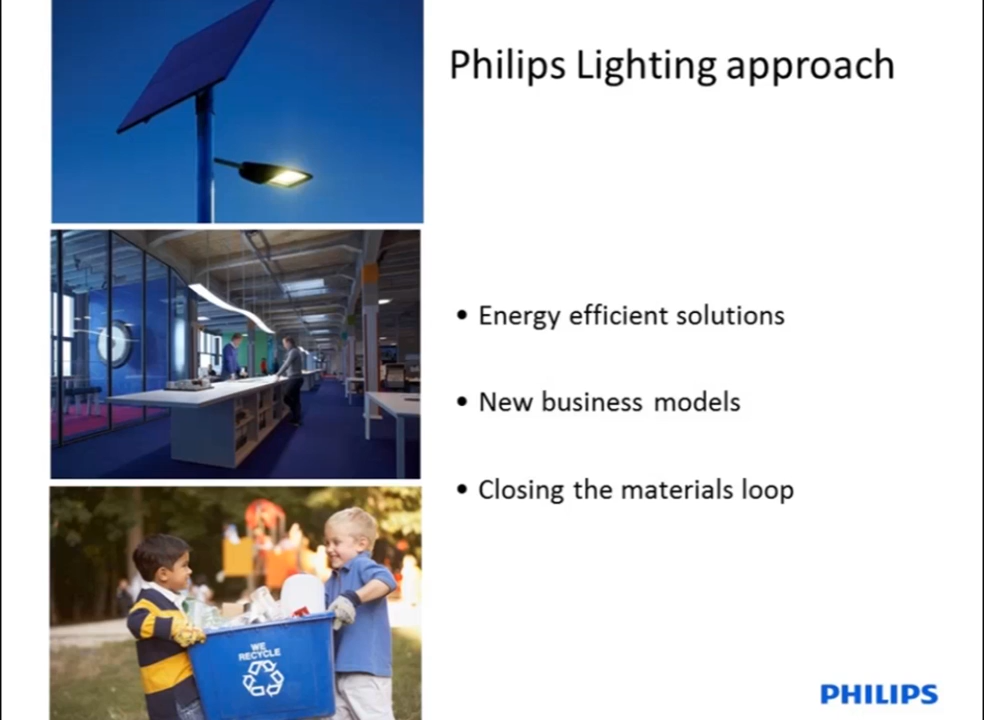 Philips Lighting approach
• Energy efficient solutions
• New business models
• Closing the materials loop
WE
RECYCLE
PHILIPS